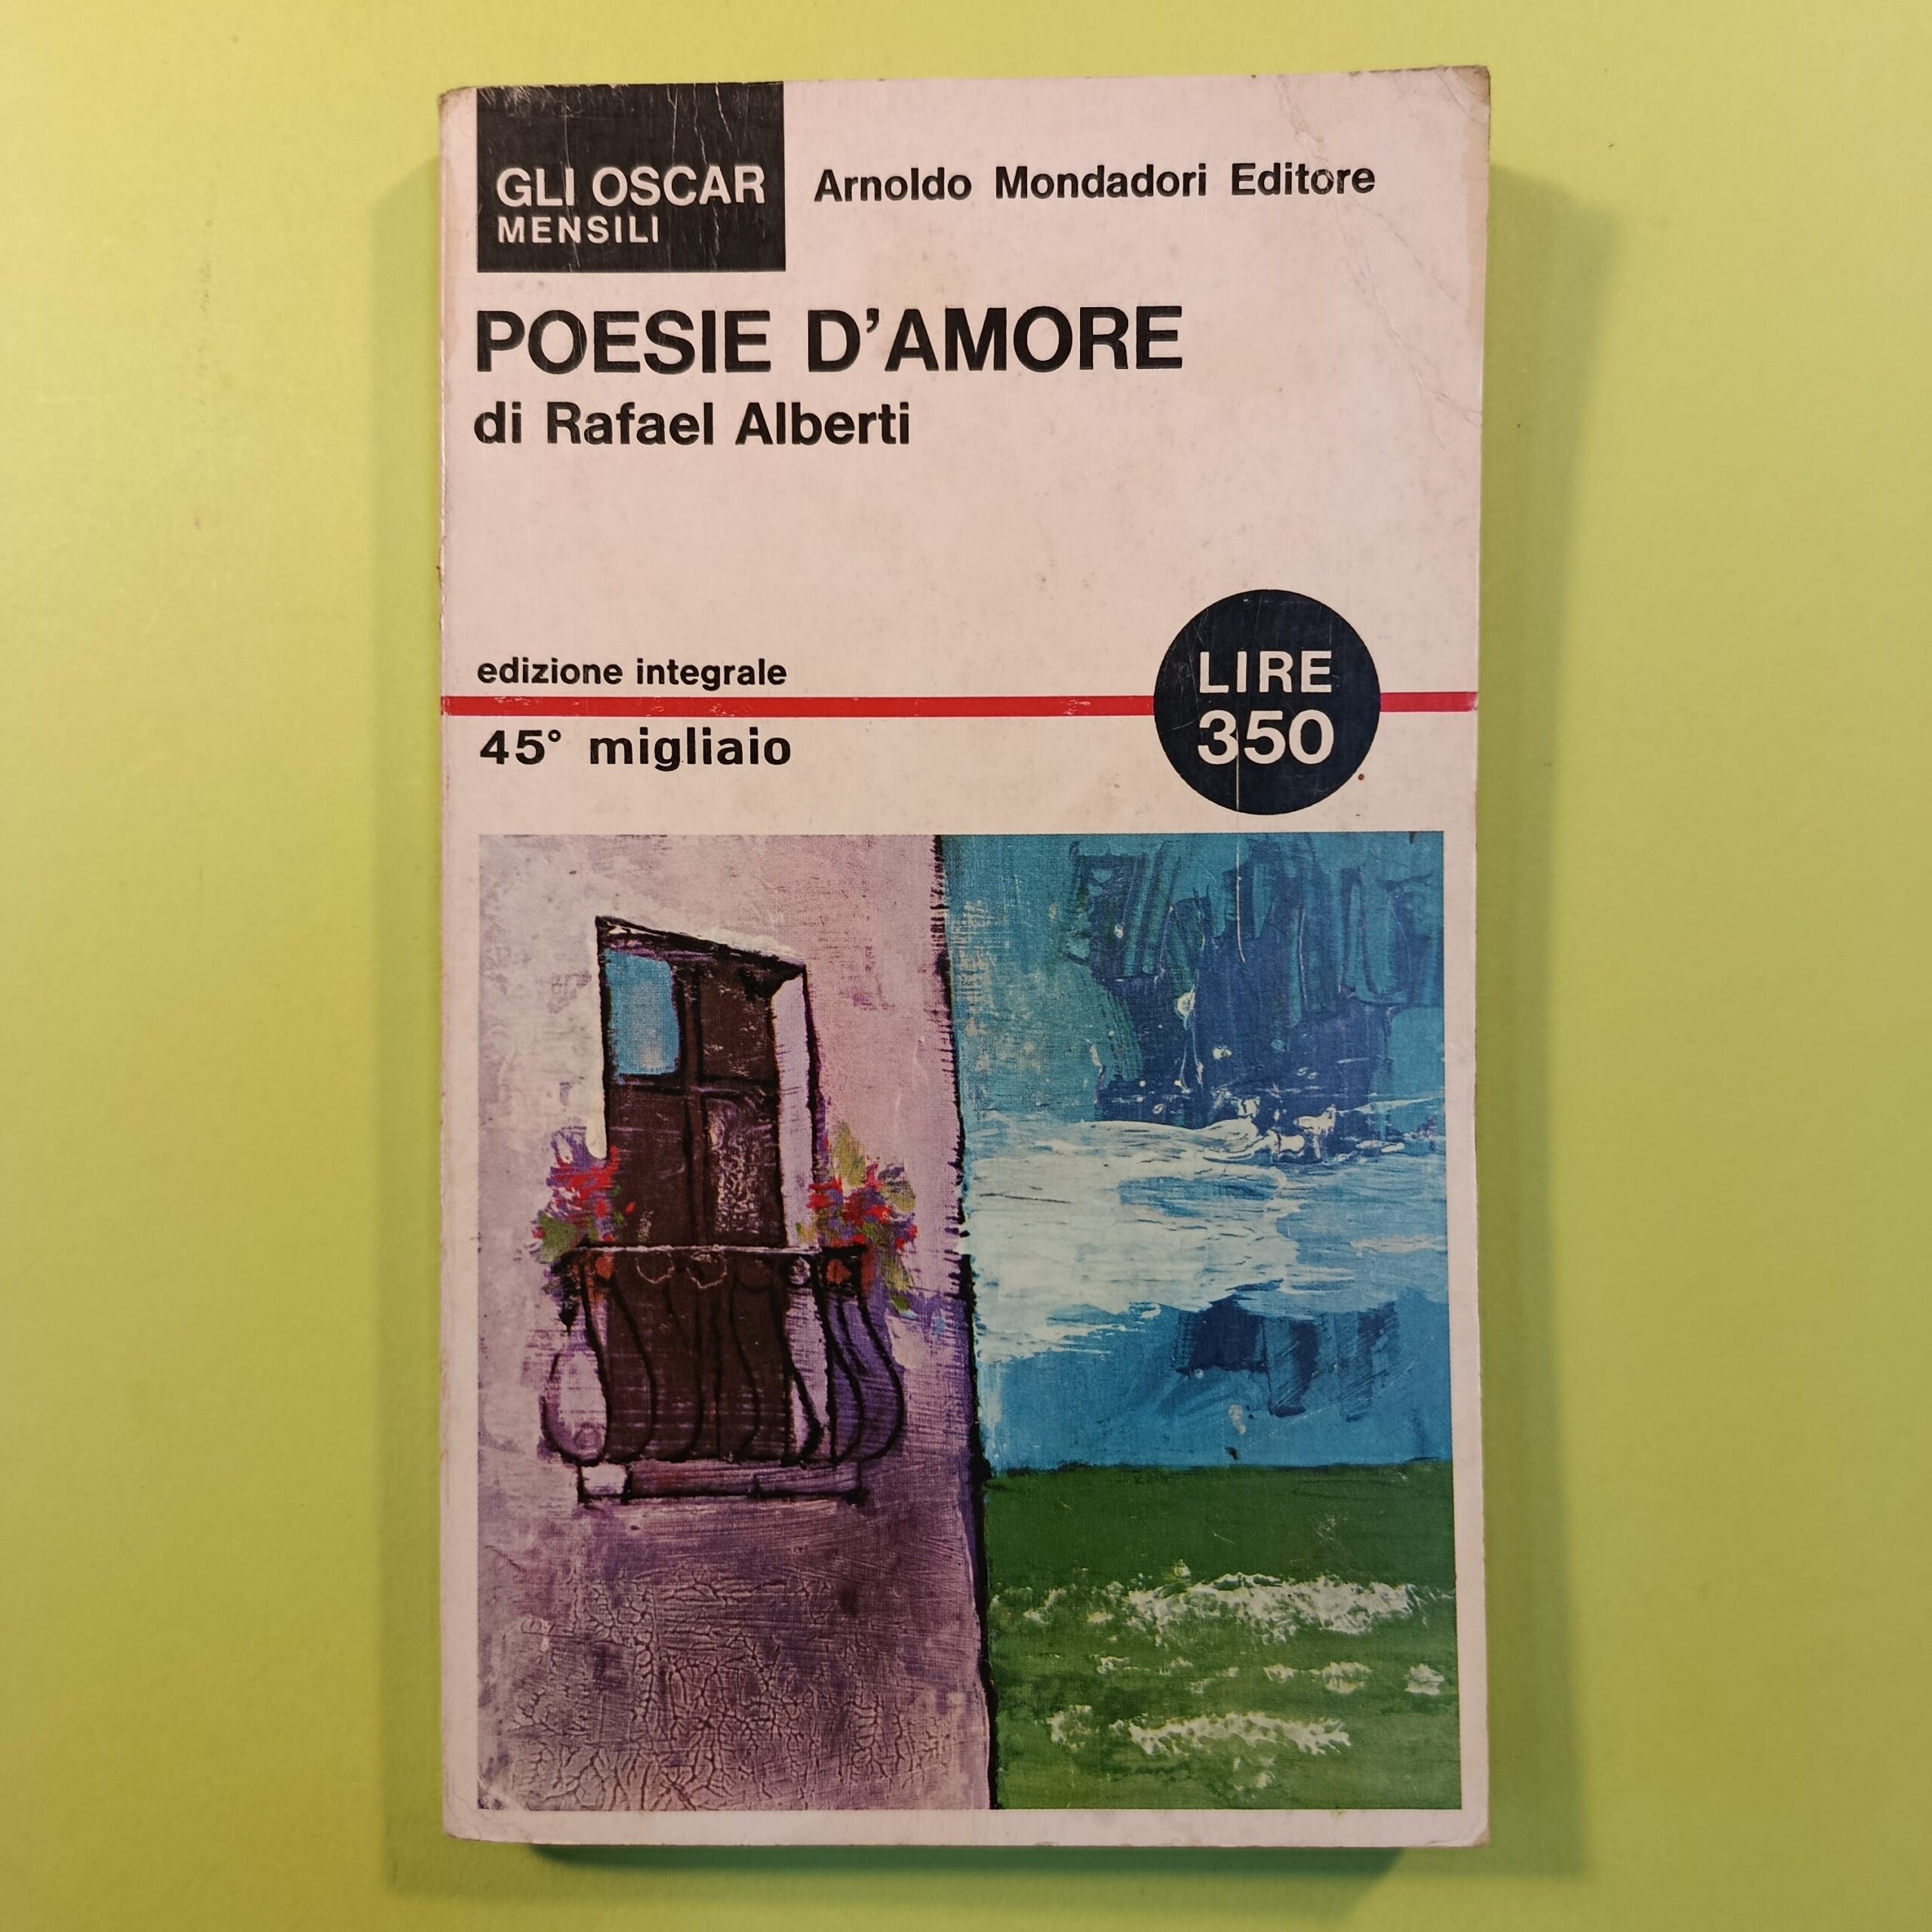 GLI OSCAR
MENSILI
Arnoldo Mondadori Editore
POESIE D'AMORE
di Rafael Alberti
edizione integrale
45° migliaio
LIRE
350